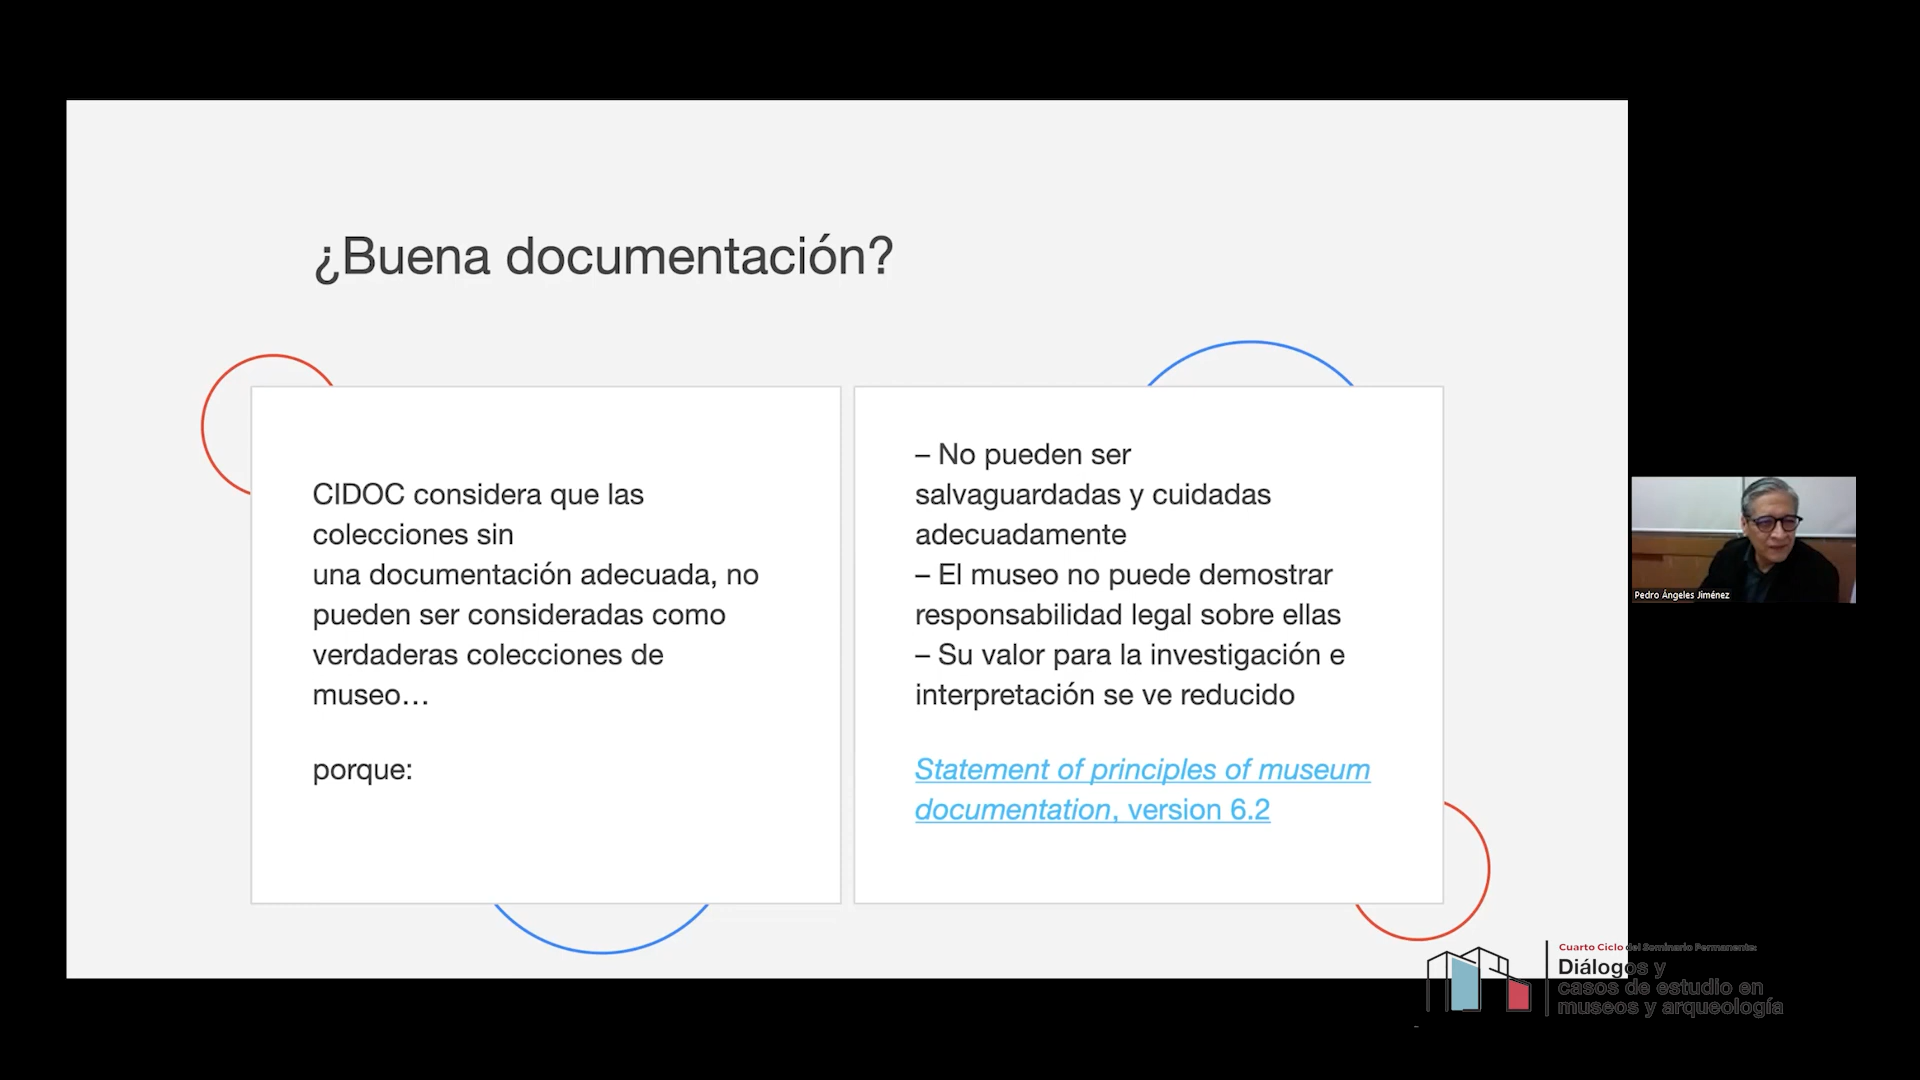 ¿Buena documentación?
CIDOC considera que las
colecciones sin
una documentación adecuada, no
pueden ser consideradas como
verdaderas colecciones de
museo…
porque:
– No pueden ser
salvaguardadas y cuidadas
adecuadamente
– El museo no puede demostrar
responsabilidad legal sobre ellas
– Su valor para la investigación e
interpretación se ve reducido
Statement of principles of museum
documentation, version 6.2
Pedro Ángeles Jiménez
Cuarto Ciclo del Seminario Permanente:
Diálogos y
casos de estudio en
museos y arqueología